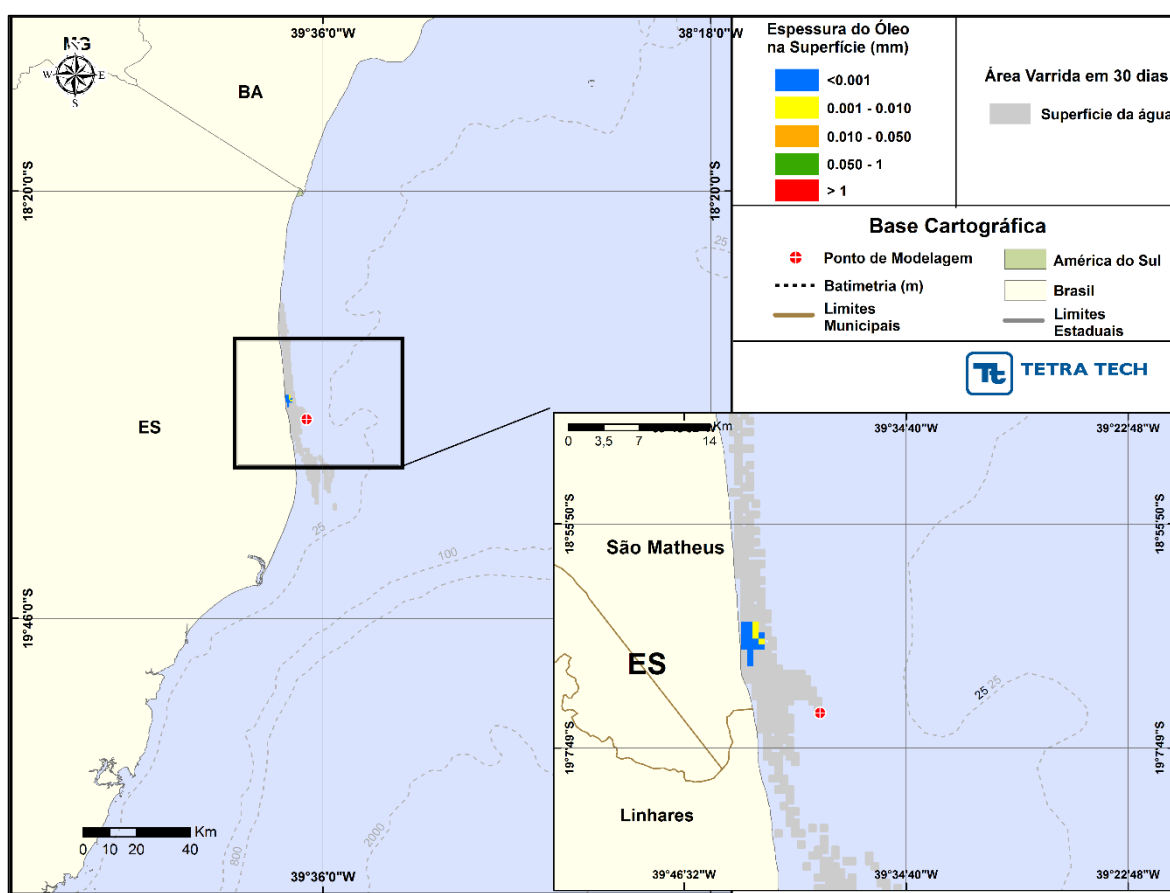 39°36'0"W
38°18'0"W
MG
N
W
E
S
BA
18°20'0"S
18°20'0"S
25
ES
25
100
19°46'0"S
800
2000
Km
0 10 20 40
39°36'0"W
Espessura do Óleo
na Superfície (mm)
<0.001
0.001 - 0.010
0.010 - 0.050
0.050 - 1
> 1
Área Varrida em 30 dias
Superfície da água
Base Cartográfica
Ponto de Modelagem
Batimetria (m)
Limites
Municipais
América do Sul
Brasil
Limites
Estaduais
Tt
TETRA TECH
Km
0 3,5 7 14
39°34'40"W
39°22'48"W
18°55'50"S
18°55'50"S
São Matheus
ES
25 25
19°7'49"S
19°7'49"S
Linhares
39°46'32"W
39°34'40"W
39°22'48"W